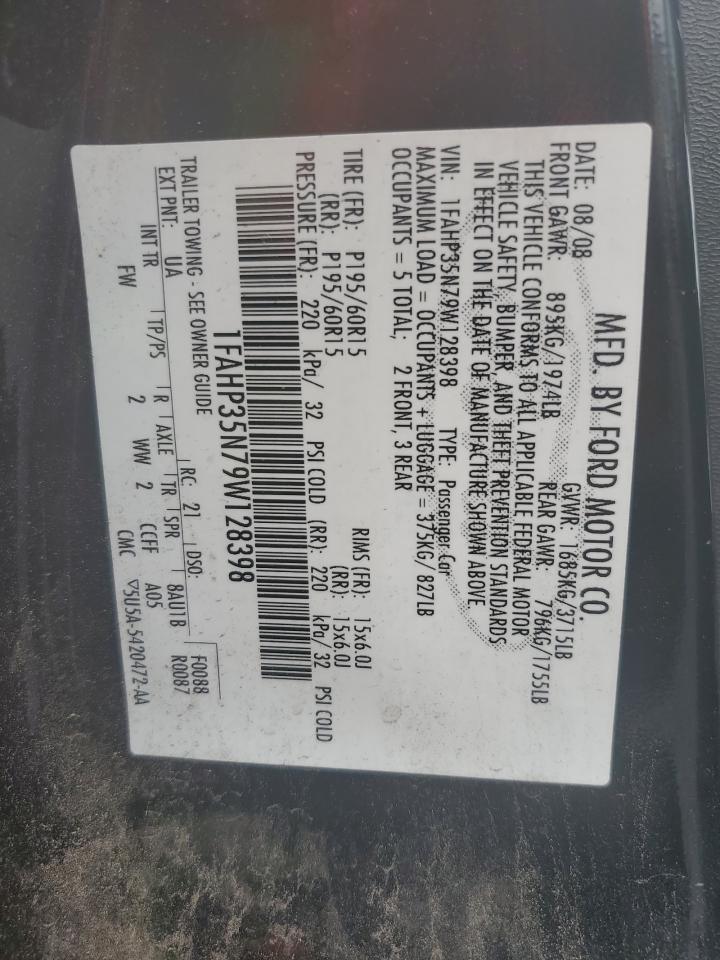 MFD. BY FORD MOTOR CO.
DATE: 08/08 GVWR: 1685KG/3715LB
FRONT GAWR: 895KG/1974LB REAR GAWR: 796KG/1755LB
THIS VEHICLE CONFORMS TO ALL APPLICABLE FEDERAL MOTOR
VEHICLE SAFETY, BUMPER, AND THEFT PREVENTION STANDARDS
IN EFFECT ON THE DATE OF MANUFACTURE SHOWN ABOVE.
VIN: 1FAHP35N79W128398 TYPE: Passenger Car
MAXIMUM LOAD = OCCUPANTS + LUGGAGE = 375KG/ 827LB
OCCUPANTS = 5 TOTAL; 2 FRONT, 3 REAR
TIRE (FR): P195/60R15 RIMS (FR): 15x6.0J
(RR): P195/60R15 (RR): 15x6.0J
PRESSURE (FR): 220 kPa/ 32 PSI COLD (RR): 220 kPa/ 32 PSI COLD
1FAHP35N79W128398
TRAILER TOWING - SEE OWNER GUIDE RC: 21 DSO: F0088
EXT PNT: UA R0087
INT TR TP/PS R AXLE TR SPR 8AU1B
FW 2 2 WW 2 CCFF A05
CMC ▽5U5A-5420472-AA